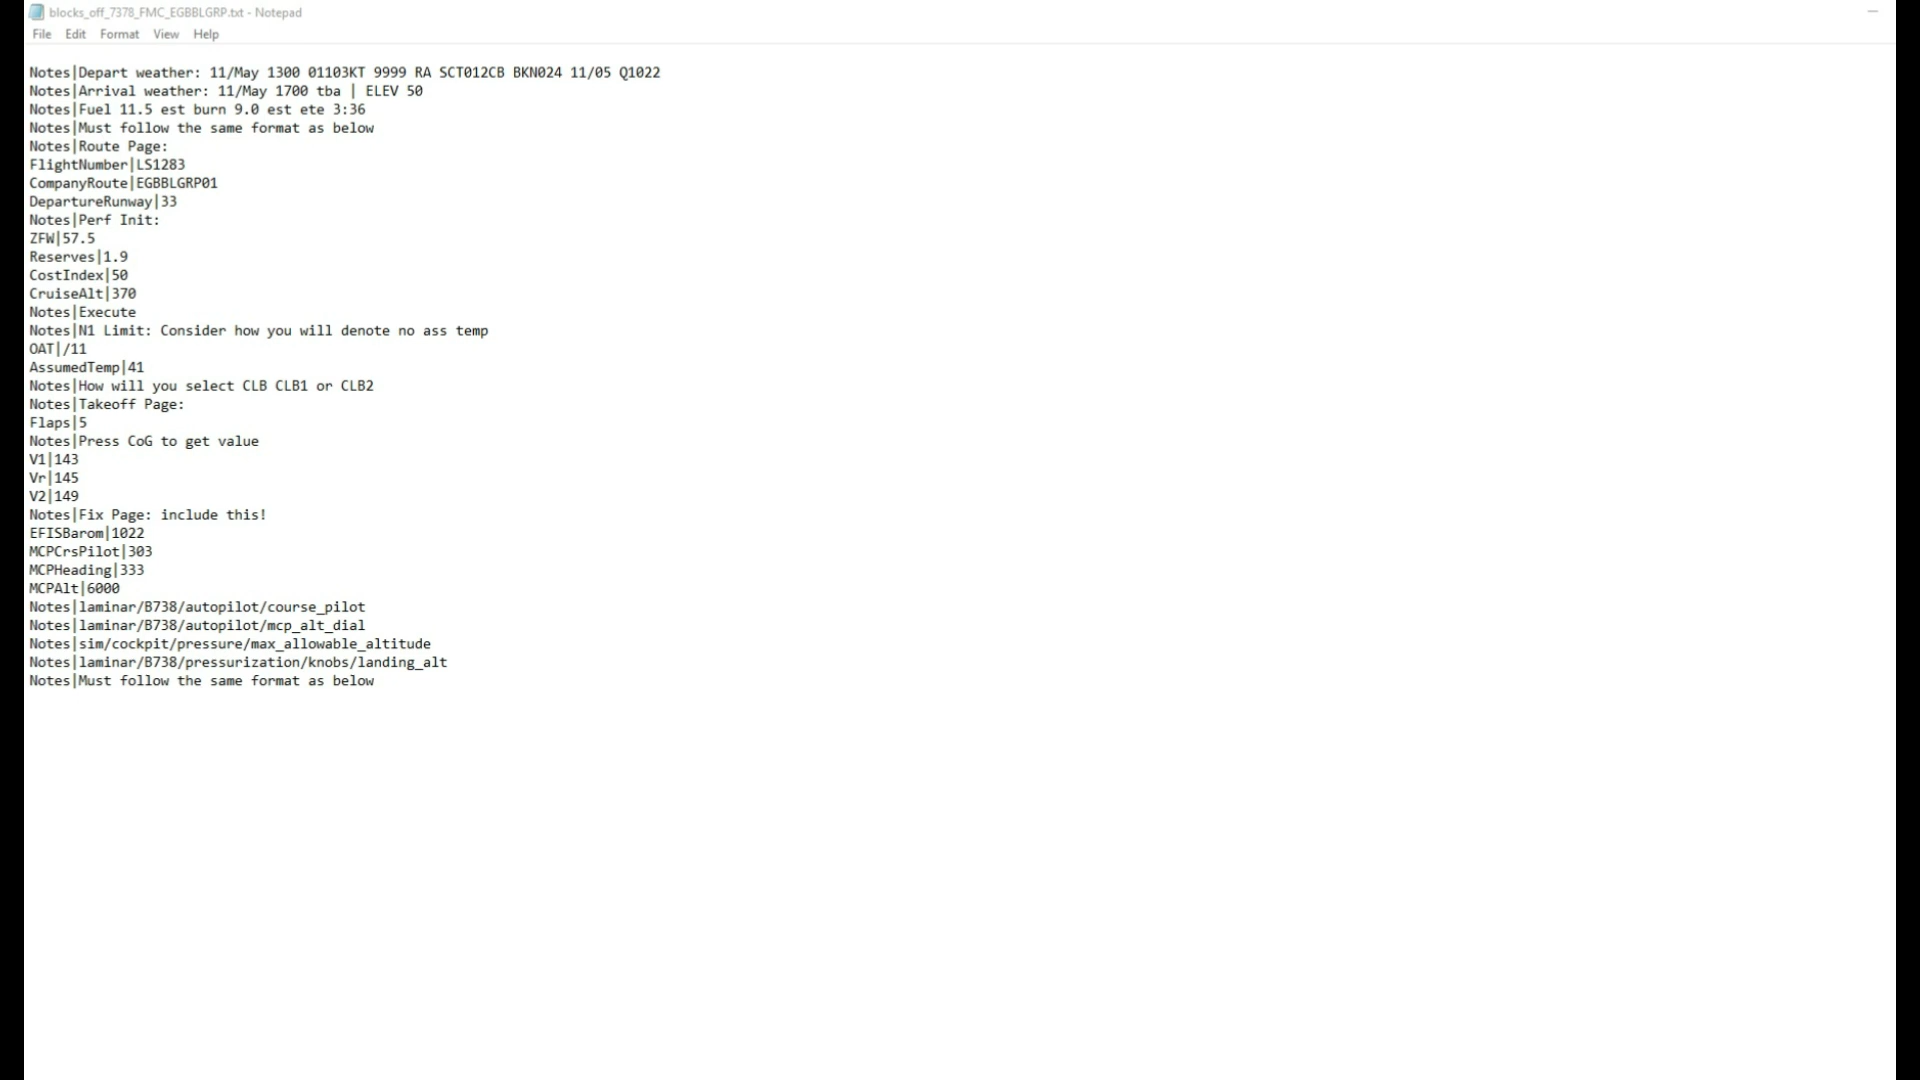 blocks_off_7378_FMC_EGBBLGRP.txt - Notepad
File Edit Format View Help
Notes|Depart weather: 11/May 1300 01103KT 9999 RA SCT012CB BKN024 11/05 Q1022
Notes|Arrival weather: 11/May 1700 tba | ELEV 50
Notes|Fuel 11.5 est burn 9.0 est ete 3:36
Notes|Must follow the same format as below
Notes|Route Page:
FlightNumber|LS1283
CompanyRoute|EGBBLGRP01
DepartureRunway|33
Notes|Perf Init:
ZFW|57.5
Reserves|1.9
CostIndex|50
CruiseAlt|370
Notes|Execute
Notes|N1 Limit: Consider how you will denote no ass temp
OAT|/11
AssumedTemp|41
Notes|How will you select CLB CLB1 or CLB2
Notes|Takeoff Page:
Flaps|5
Notes|Press CoG to get value
V1|143
Vr|145
V2|149
Notes|Fix Page: include this!
EFISBarom|1022
MCPCrsPilot|303
MCPHeading|333
MCPAlt|6000
Notes|laminar/B738/autopilot/course_pilot
Notes|laminar/B738/autopilot/mcp_alt_dial
Notes|sim/cockpit/pressure/max_allowable_altitude
Notes|laminar/B738/pressurization/knobs/landing_alt
Notes|Must follow the same format as below